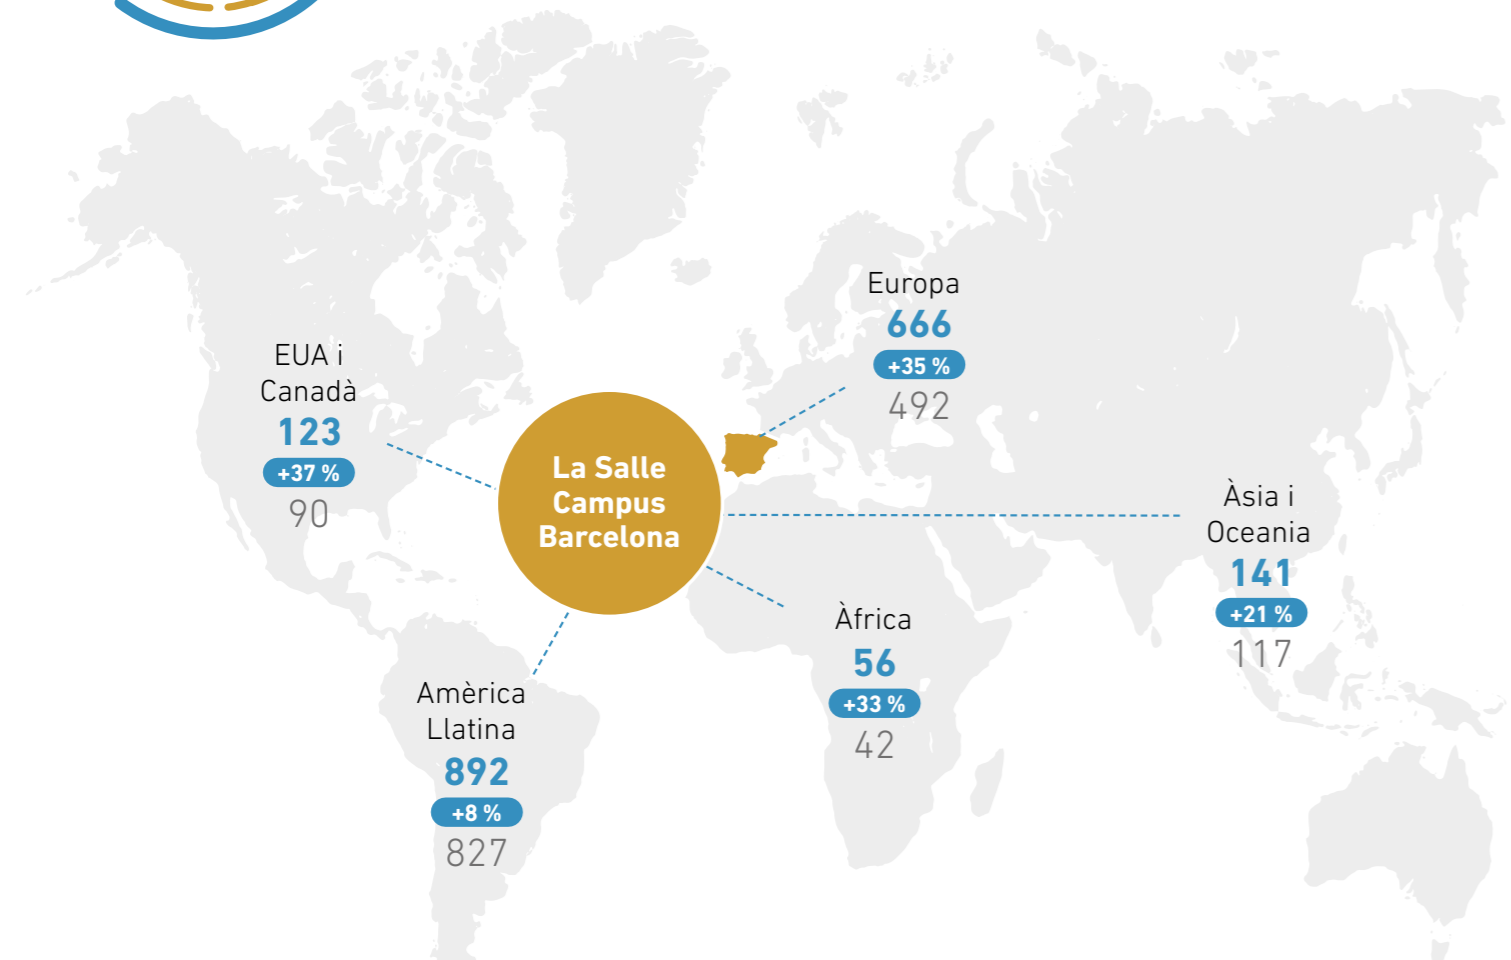 Europa
666
+35 %
492
EUA i
Canadà
123
+37 %
90
La Salle
Campus
Barcelona
Àsia i
Oceania
141
+21 %
117
Àfrica
56
+33 %
42
Amèrica
Llatina
892
+8 %
827